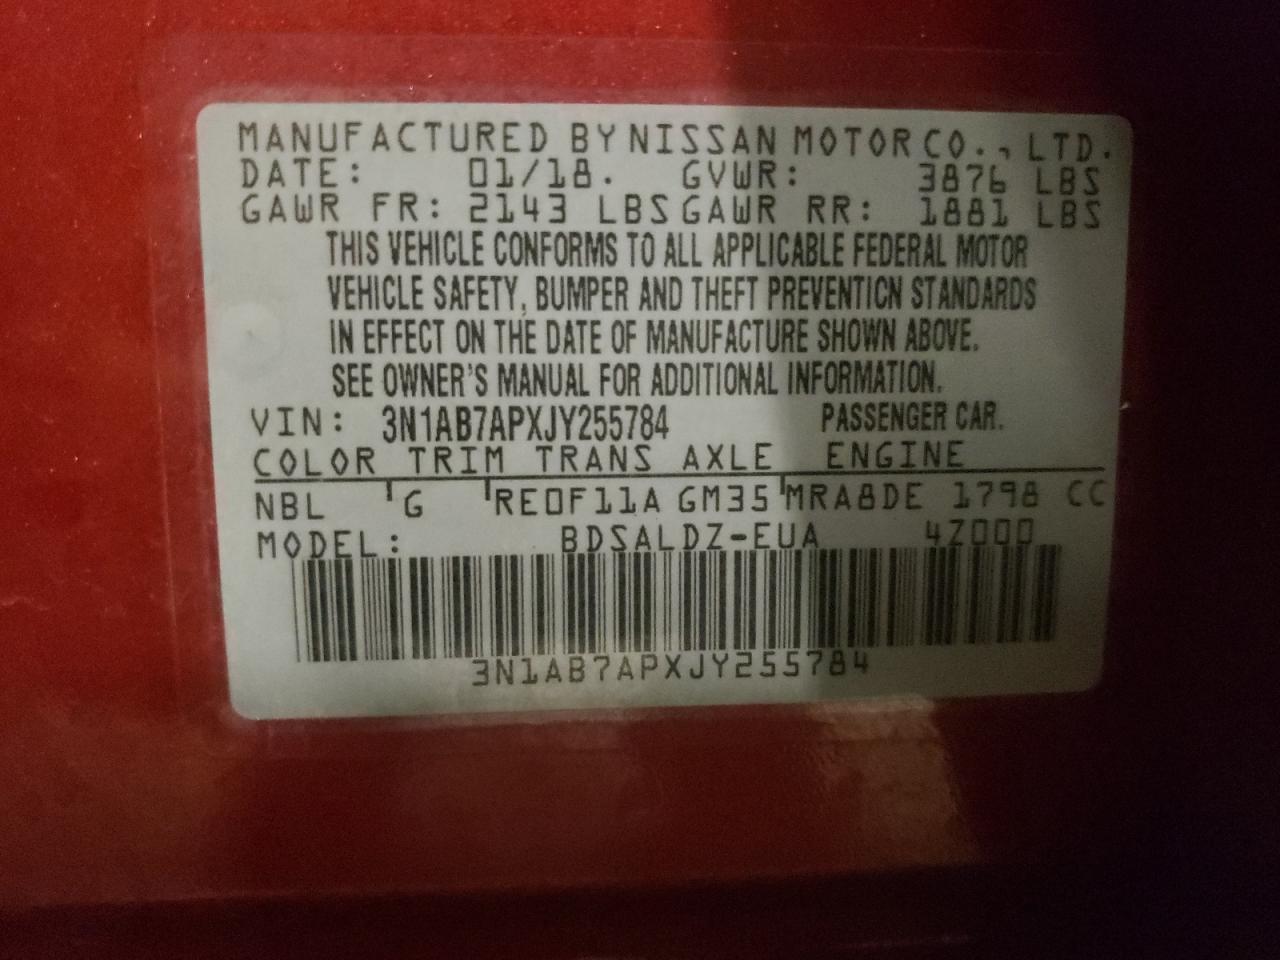 MANUFACTURED BY NISSAN MOTOR CO., LTD.
DATE: 01/18. GVWR: 3876 LBS
GAWR FR: 2143 LBS GAWR RR: 1881 LBS
THIS VEHICLE CONFORMS TO ALL APPLICABLE FEDERAL MOTOR
VEHICLE SAFETY, BUMPER AND THEFT PREVENTION STANDARDS
IN EFFECT ON THE DATE OF MANUFACTURE SHOWN ABOVE.
SEE OWNER'S MANUAL FOR ADDITIONAL INFORMATION.
VIN: 3N1AB7APXJY255784 PASSENGER CAR.
COLOR TRIM TRANS AXLE ENGINE
NBL G RE0F11A GM35 MRA8DE 1798 CC
MODEL: BDSALDZ-EUA 4Z000
3N1AB7APXJY255784